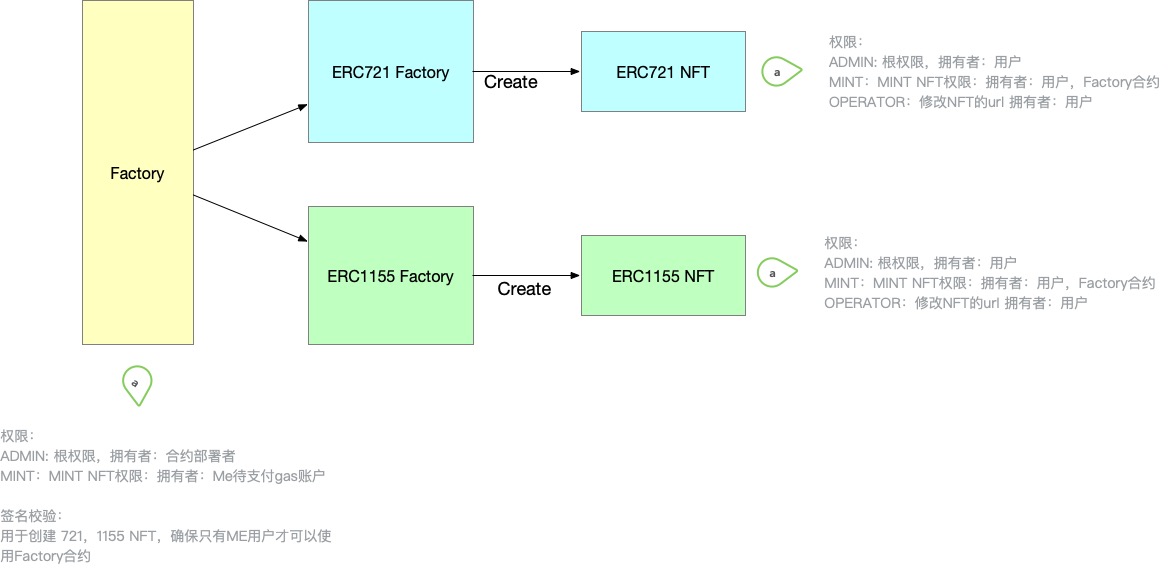 Factory
ERC721 Factory
Create
ERC721 NFT
a
权限：
ADMIN: 根权限，拥有者：用户
MINT：MINT NFT权限：拥有者：用户，Factory合约
OPERATOR：修改NFT的url 拥有者：用户
ERC1155 Factory
Create
ERC1155 NFT
a
权限：
ADMIN: 根权限，拥有者：用户
MINT：MINT NFT权限：拥有者：用户，Factory合约
OPERATOR：修改NFT的url 拥有者：用户
a
权限：
ADMIN: 根权限，拥有者：合约部署者
MINT：MINT NFT权限：拥有者：Me待支付gas账户
签名校验：
用于创建 721，1155 NFT，确保只有ME用户才可以使
用Factory合约